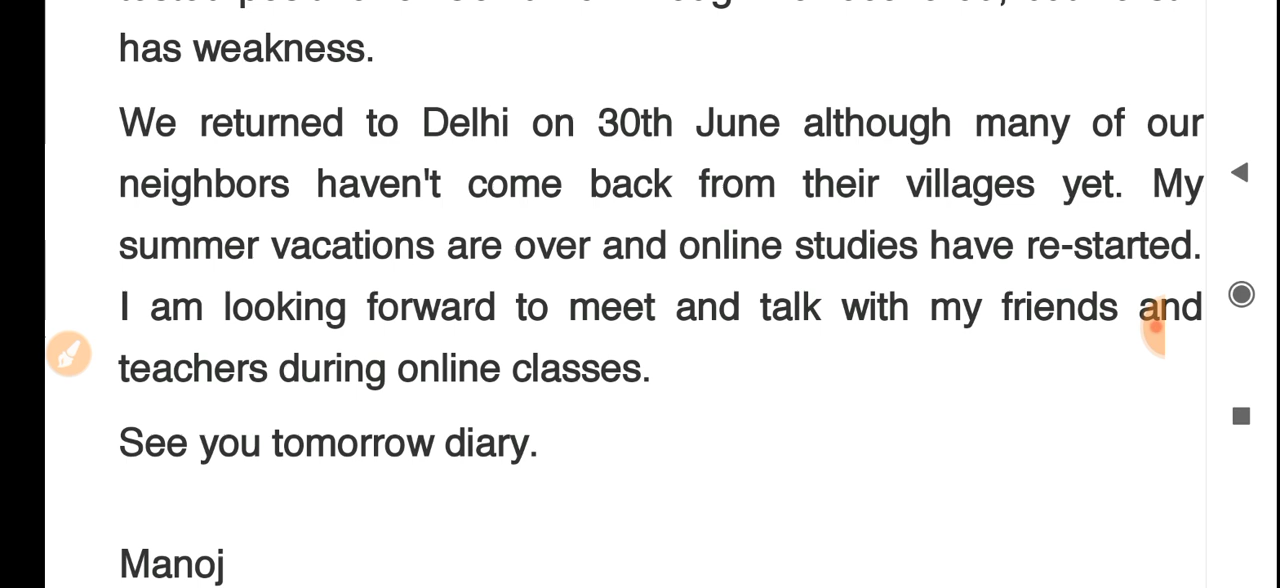 has weakness.
We returned to Delhi on 30th June although many of our
neighbors haven't come back from their villages yet. My
summer vacations are over and online studies have re-started.
I am looking forward to meet and talk with my friends and
teachers during online classes.
See you tomorrow diary.
Manoj